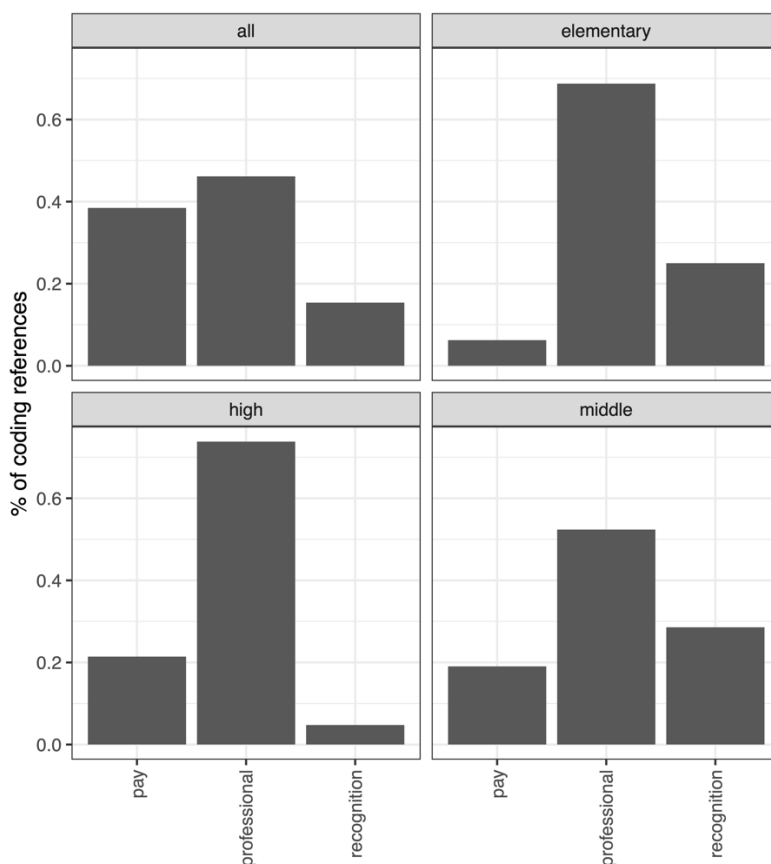 all
elementary
0.6
0.4
0.2
0.0
high
middle
0.6
0.4
0.2
0.0
% of coding references
pay
professional
recognition
pay
professional
recognition